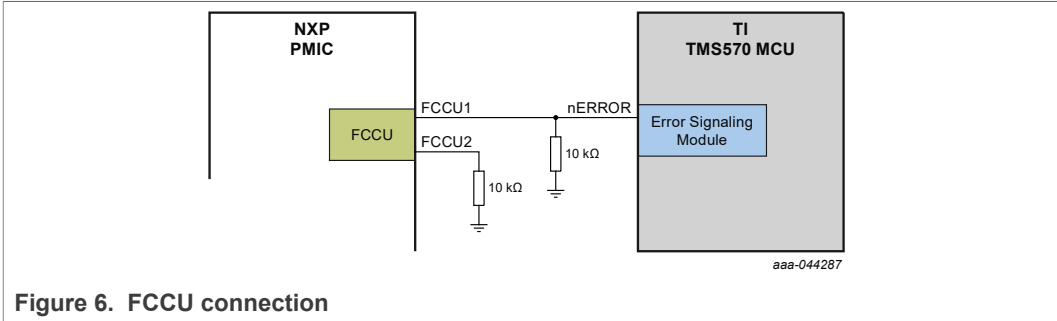 NXP
PMIC
TI
TMS570 MCU
FCCU1
nERROR
FCCU
Error Signaling
Module
FCCU2
10 kΩ
10 kΩ
aaa-044287
Figure 6. FCCU connection